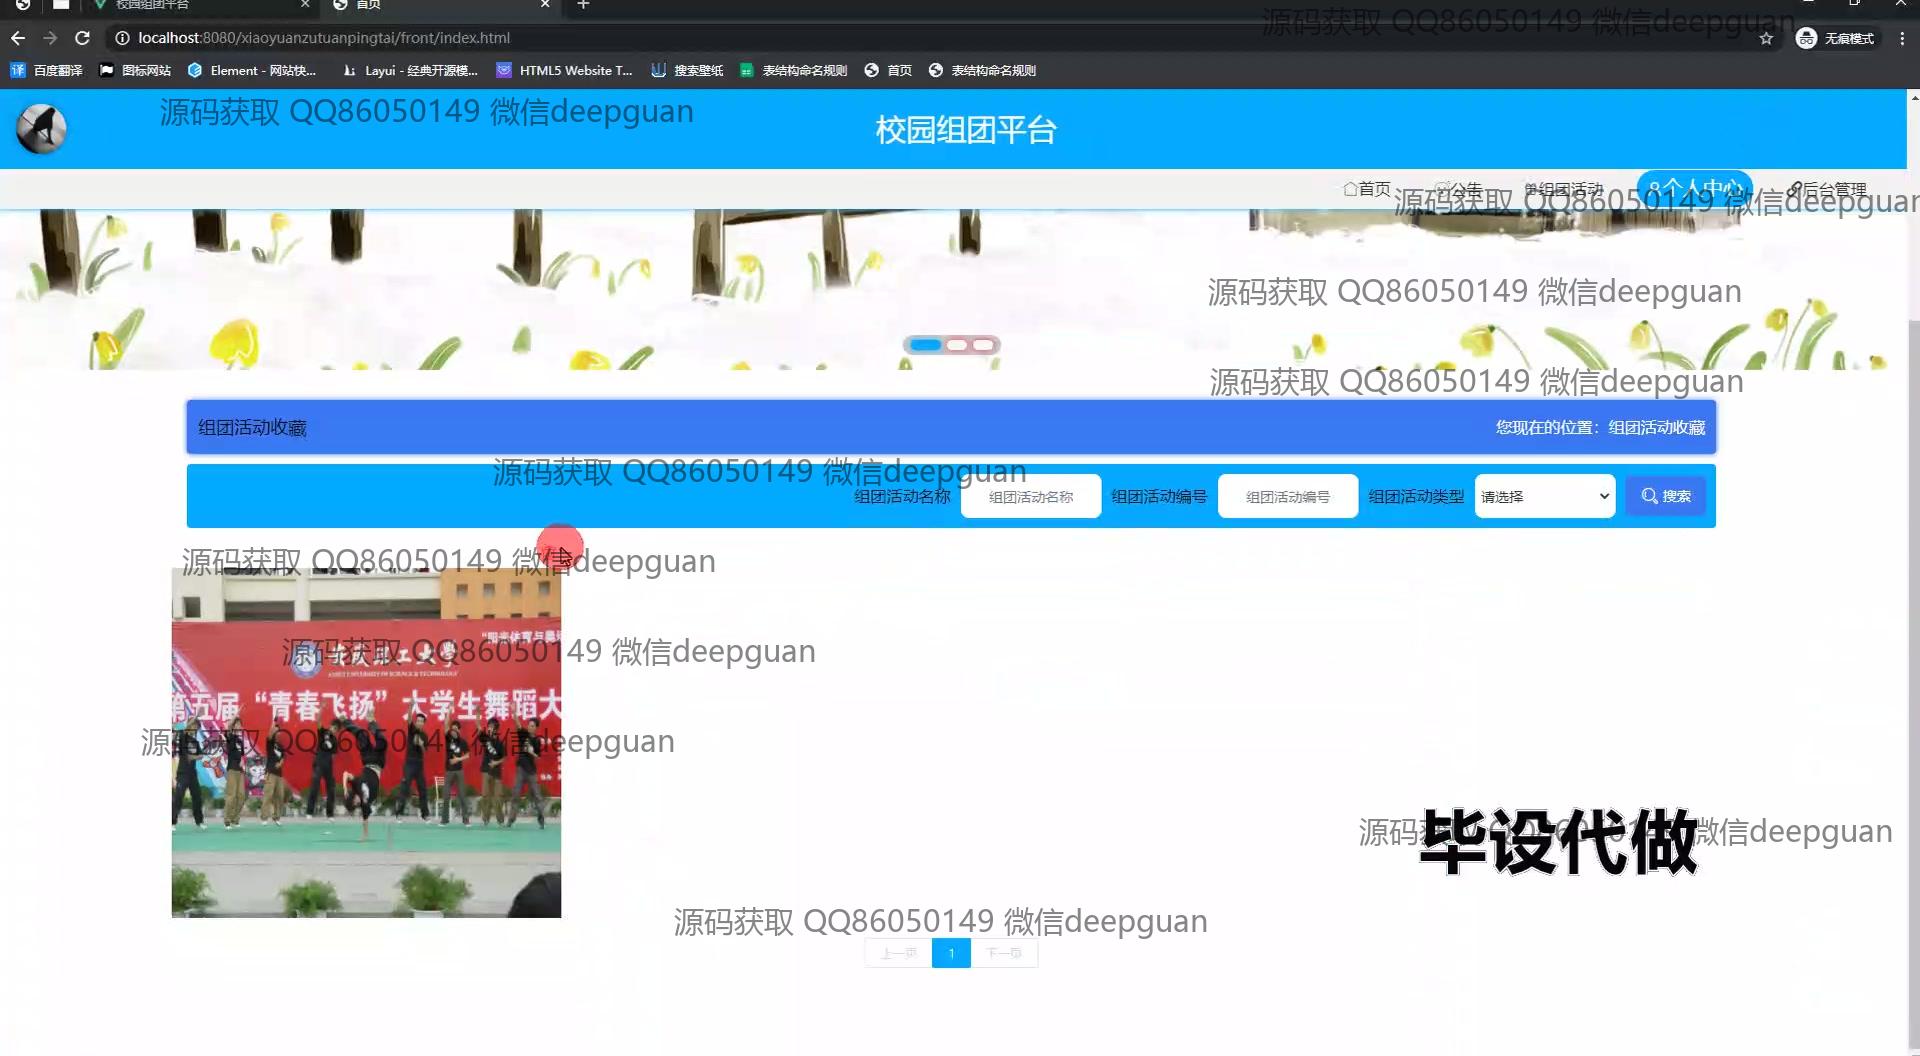 校园组团平台
首页
源码获取 QQ86050149 微信deepguan
localhost:8080/xiaoyuanzutuanpingtai/front/index.html
无痕模式
百度翻译
图标网站
Element - 网站快...
Layui - 经典开源模...
HTML5 Website T...
搜索壁纸
表结构命名规则
首页
表结构命名规则
源码获取 QQ86050149 微信deepguan
校园组团平台
首页
公告
组团活动
个人中心
后台管理
源码获取 QQ86050149 微信deepguan
源码获取 QQ86050149 微信deepguan
源码获取 QQ86050149 微信deepguan
组团活动收藏
您现在的位置：组团活动收藏
源码获取 QQ86050149 微信deepguan
组团活动名称
组团活动名称
组团活动编号
组团活动编号
组团活动类型
请选择
搜索
源码获取 QQ86050149 微信deepguan
源码获取 QQ86050149 微信deepguan
第五届“青春飞扬”大学生舞蹈大
源码获取 QQ86050149 微信deepguan
源码获取 QQ86050149 微信deepguan
毕设代做
源码获取 QQ86050149 微信deepguan
上一页
1
下一页